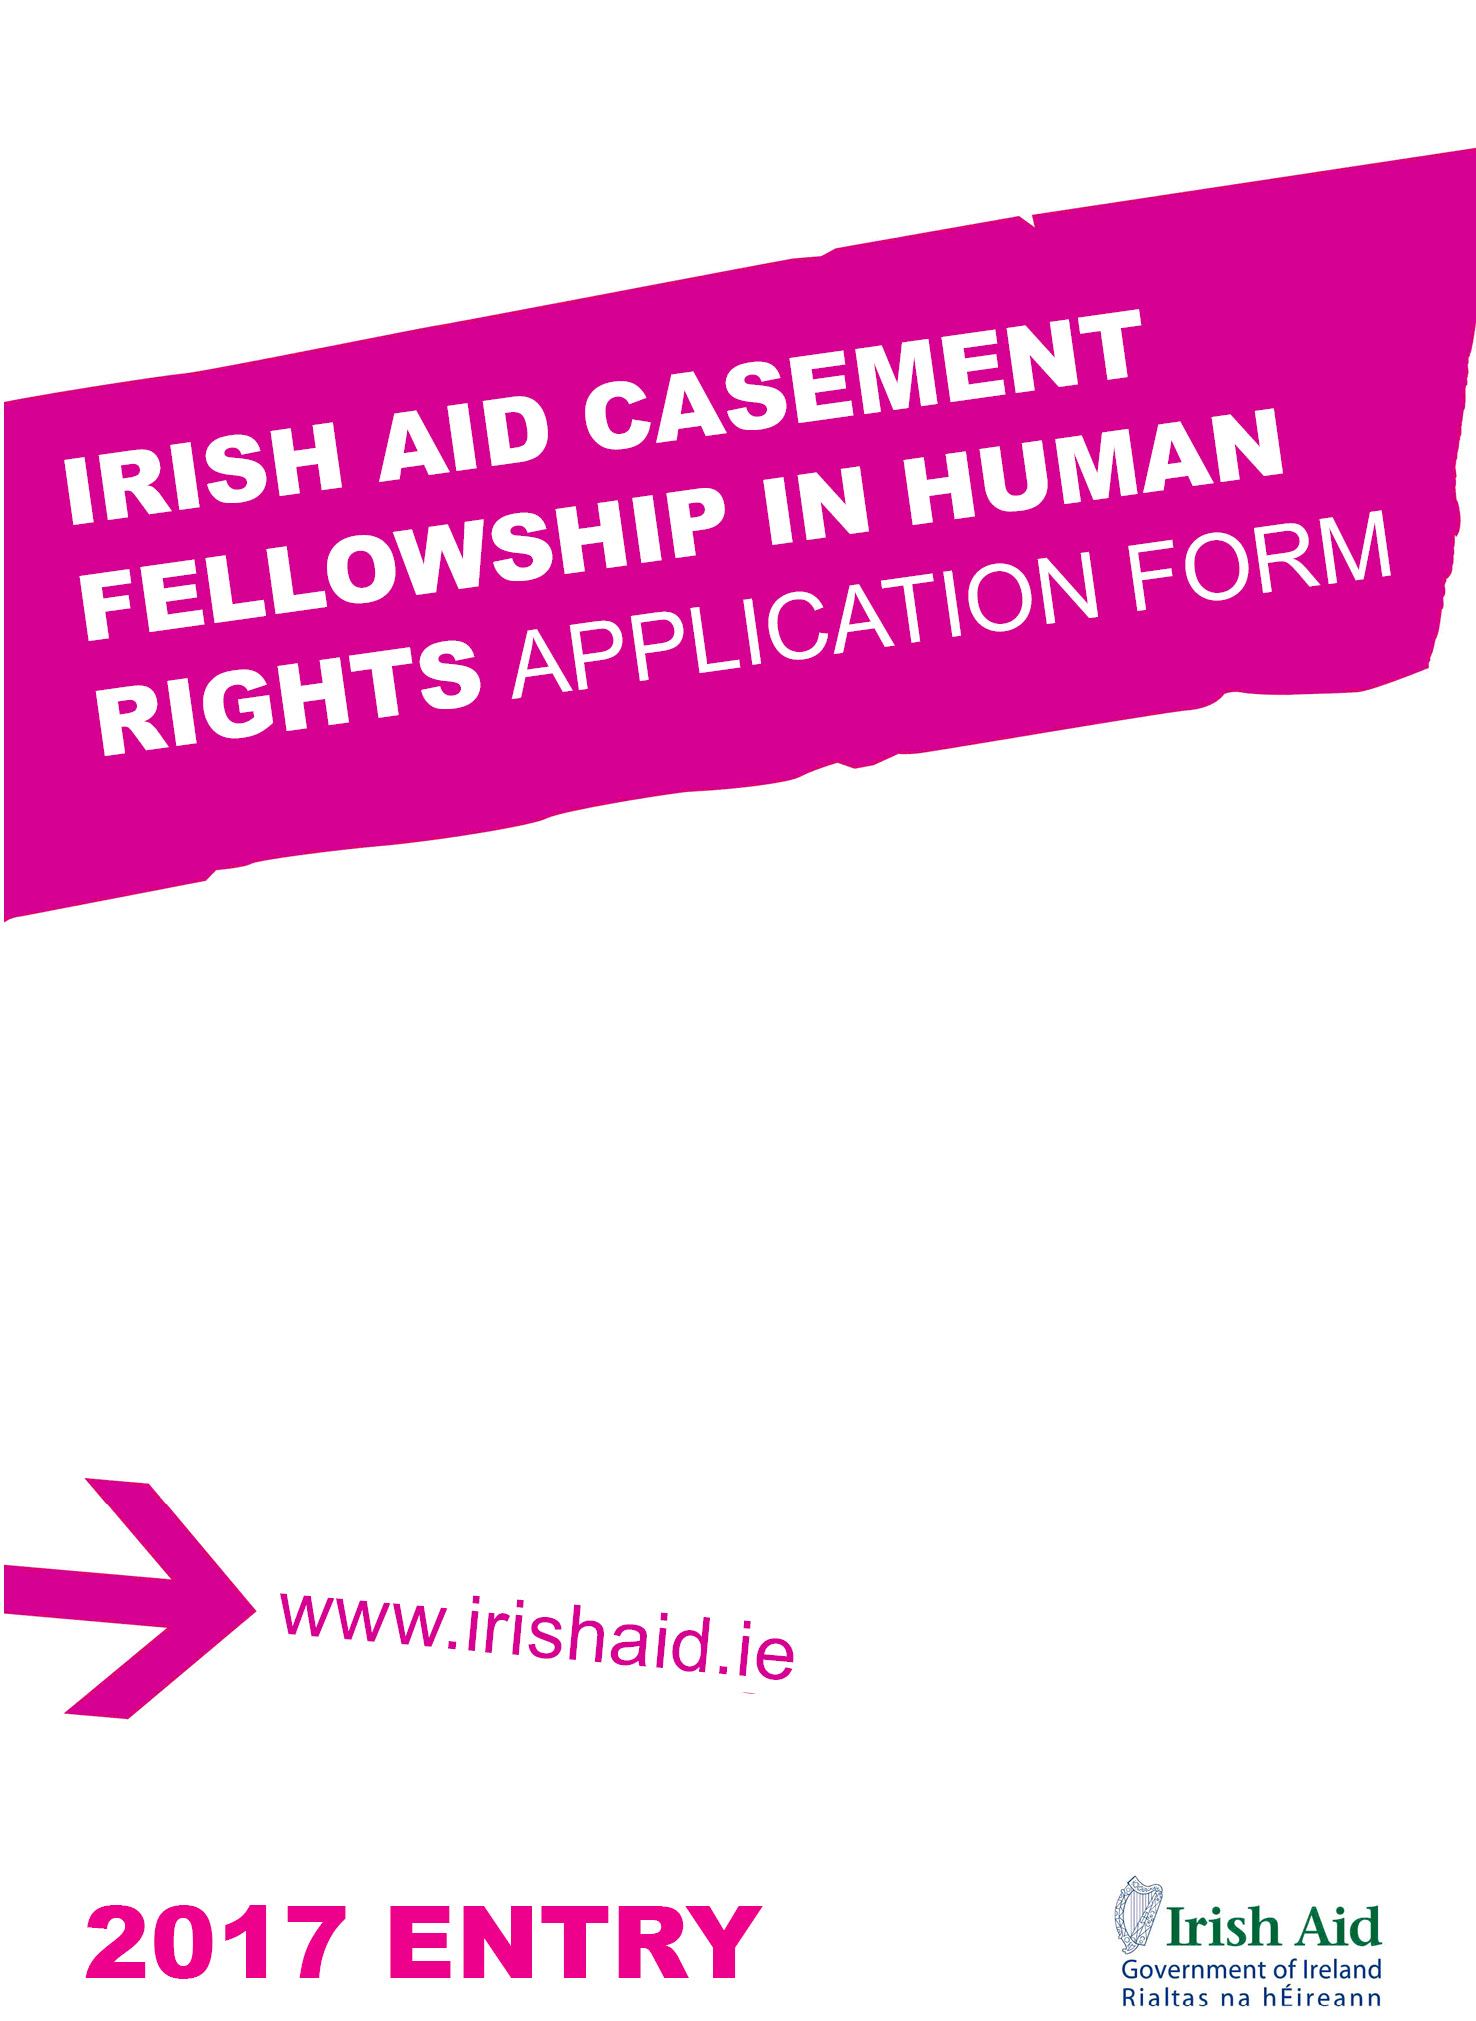 IRISH AID CASEMENT
FELLOWSHIP IN HUMAN
RIGHTS APPLICATION FORM
www.irishaid.ie
2017 ENTRY
Irish Aid
Government of Ireland
Rialtas na hÉireann